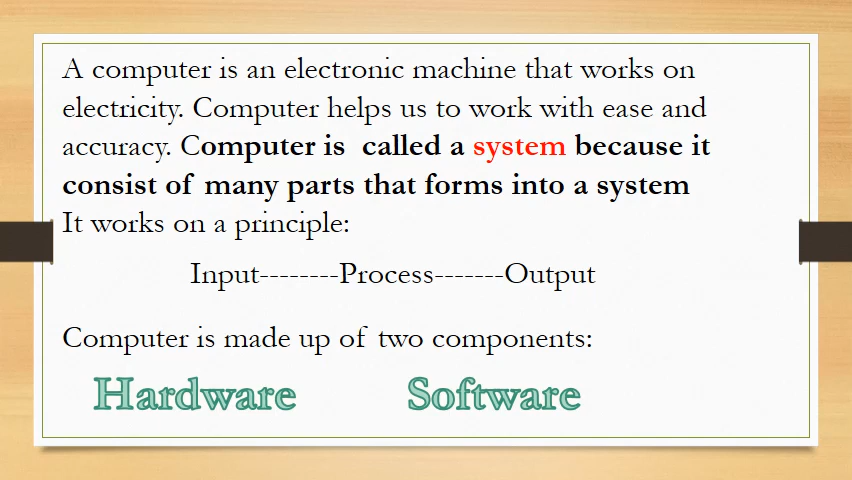 A computer is an electronic machine that works on
electricity. Computer helps us to work with ease and
accuracy. Computer is  called a system because it
consist of many parts that forms into a system
It works on a principle:
Input--------Process-------Output
Computer is made up of two components:
Hardware Software